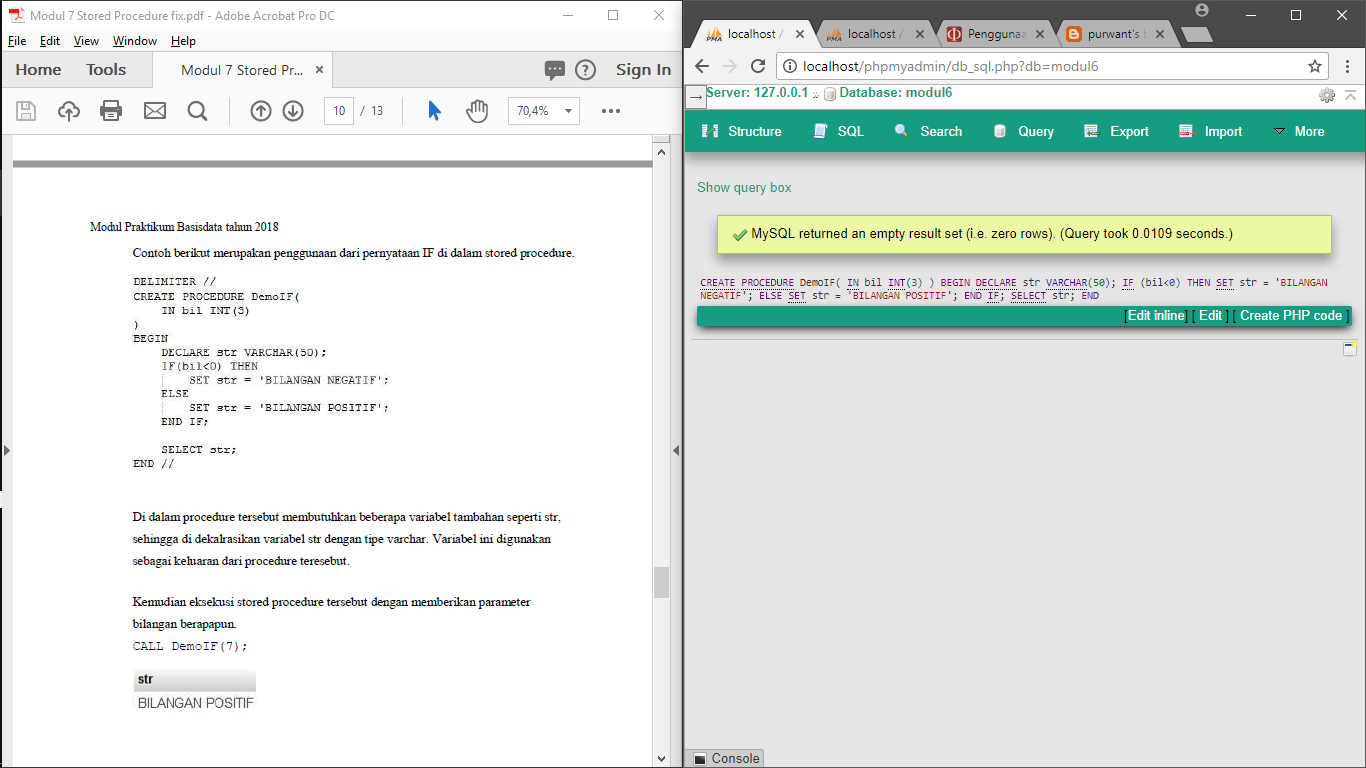 Modul 7 Stored Procedure fix.pdf - Adobe Acrobat Pro DC
File Edit View Window Help
Home Tools Modul 7 Stored Pr... × Sign In
10 / 13 70,4%
Modul Praktikum Basisdata tahun 2018
Contoh berikut merupakan penggunaan dari pernyataan IF di dalam stored procedure.
DELIMITER //
CREATE PROCEDURE DemoIF(
IN bil INT(3)
)
BEGIN
DECLARE str VARCHAR(50);
IF(bil<0) THEN
SET str = 'BILANGAN NEGATIF';
ELSE
SET str = 'BILANGAN POSITIF';
END IF;
SELECT str;
END //
Di dalam procedure tersebut membutuhkan beberapa variabel tambahan seperti str,
sehingga di dekalrasikan variabel str dengan tipe varchar. Variabel ini digunakan
sebagai keluaran dari procedure teresebut.
Kemudian eksekusi stored procedure tersebut dengan memberikan parameter
bilangan berapapun.
CALL DemoIF(7);
str
BILANGAN POSITIF
localhost / localhost / Penggunaa purwant's
localhost/phpmyadmin/db_sql.php?db=modul6
Server: 127.0.0.1 » Database: modul6
Structure SQL Search Query Export Import More
Show query box
MySQL returned an empty result set (i.e. zero rows). (Query took 0.0109 seconds.)
CREATE PROCEDURE DemoIF( IN bil INT(3) ) BEGIN DECLARE str VARCHAR(50); IF (bil<0) THEN SET str = 'BILANGAN
NEGATIF'; ELSE SET str = 'BILANGAN POSITIF'; END IF; SELECT str; END
[Edit inline] [ Edit ] [ Create PHP code ]
Console